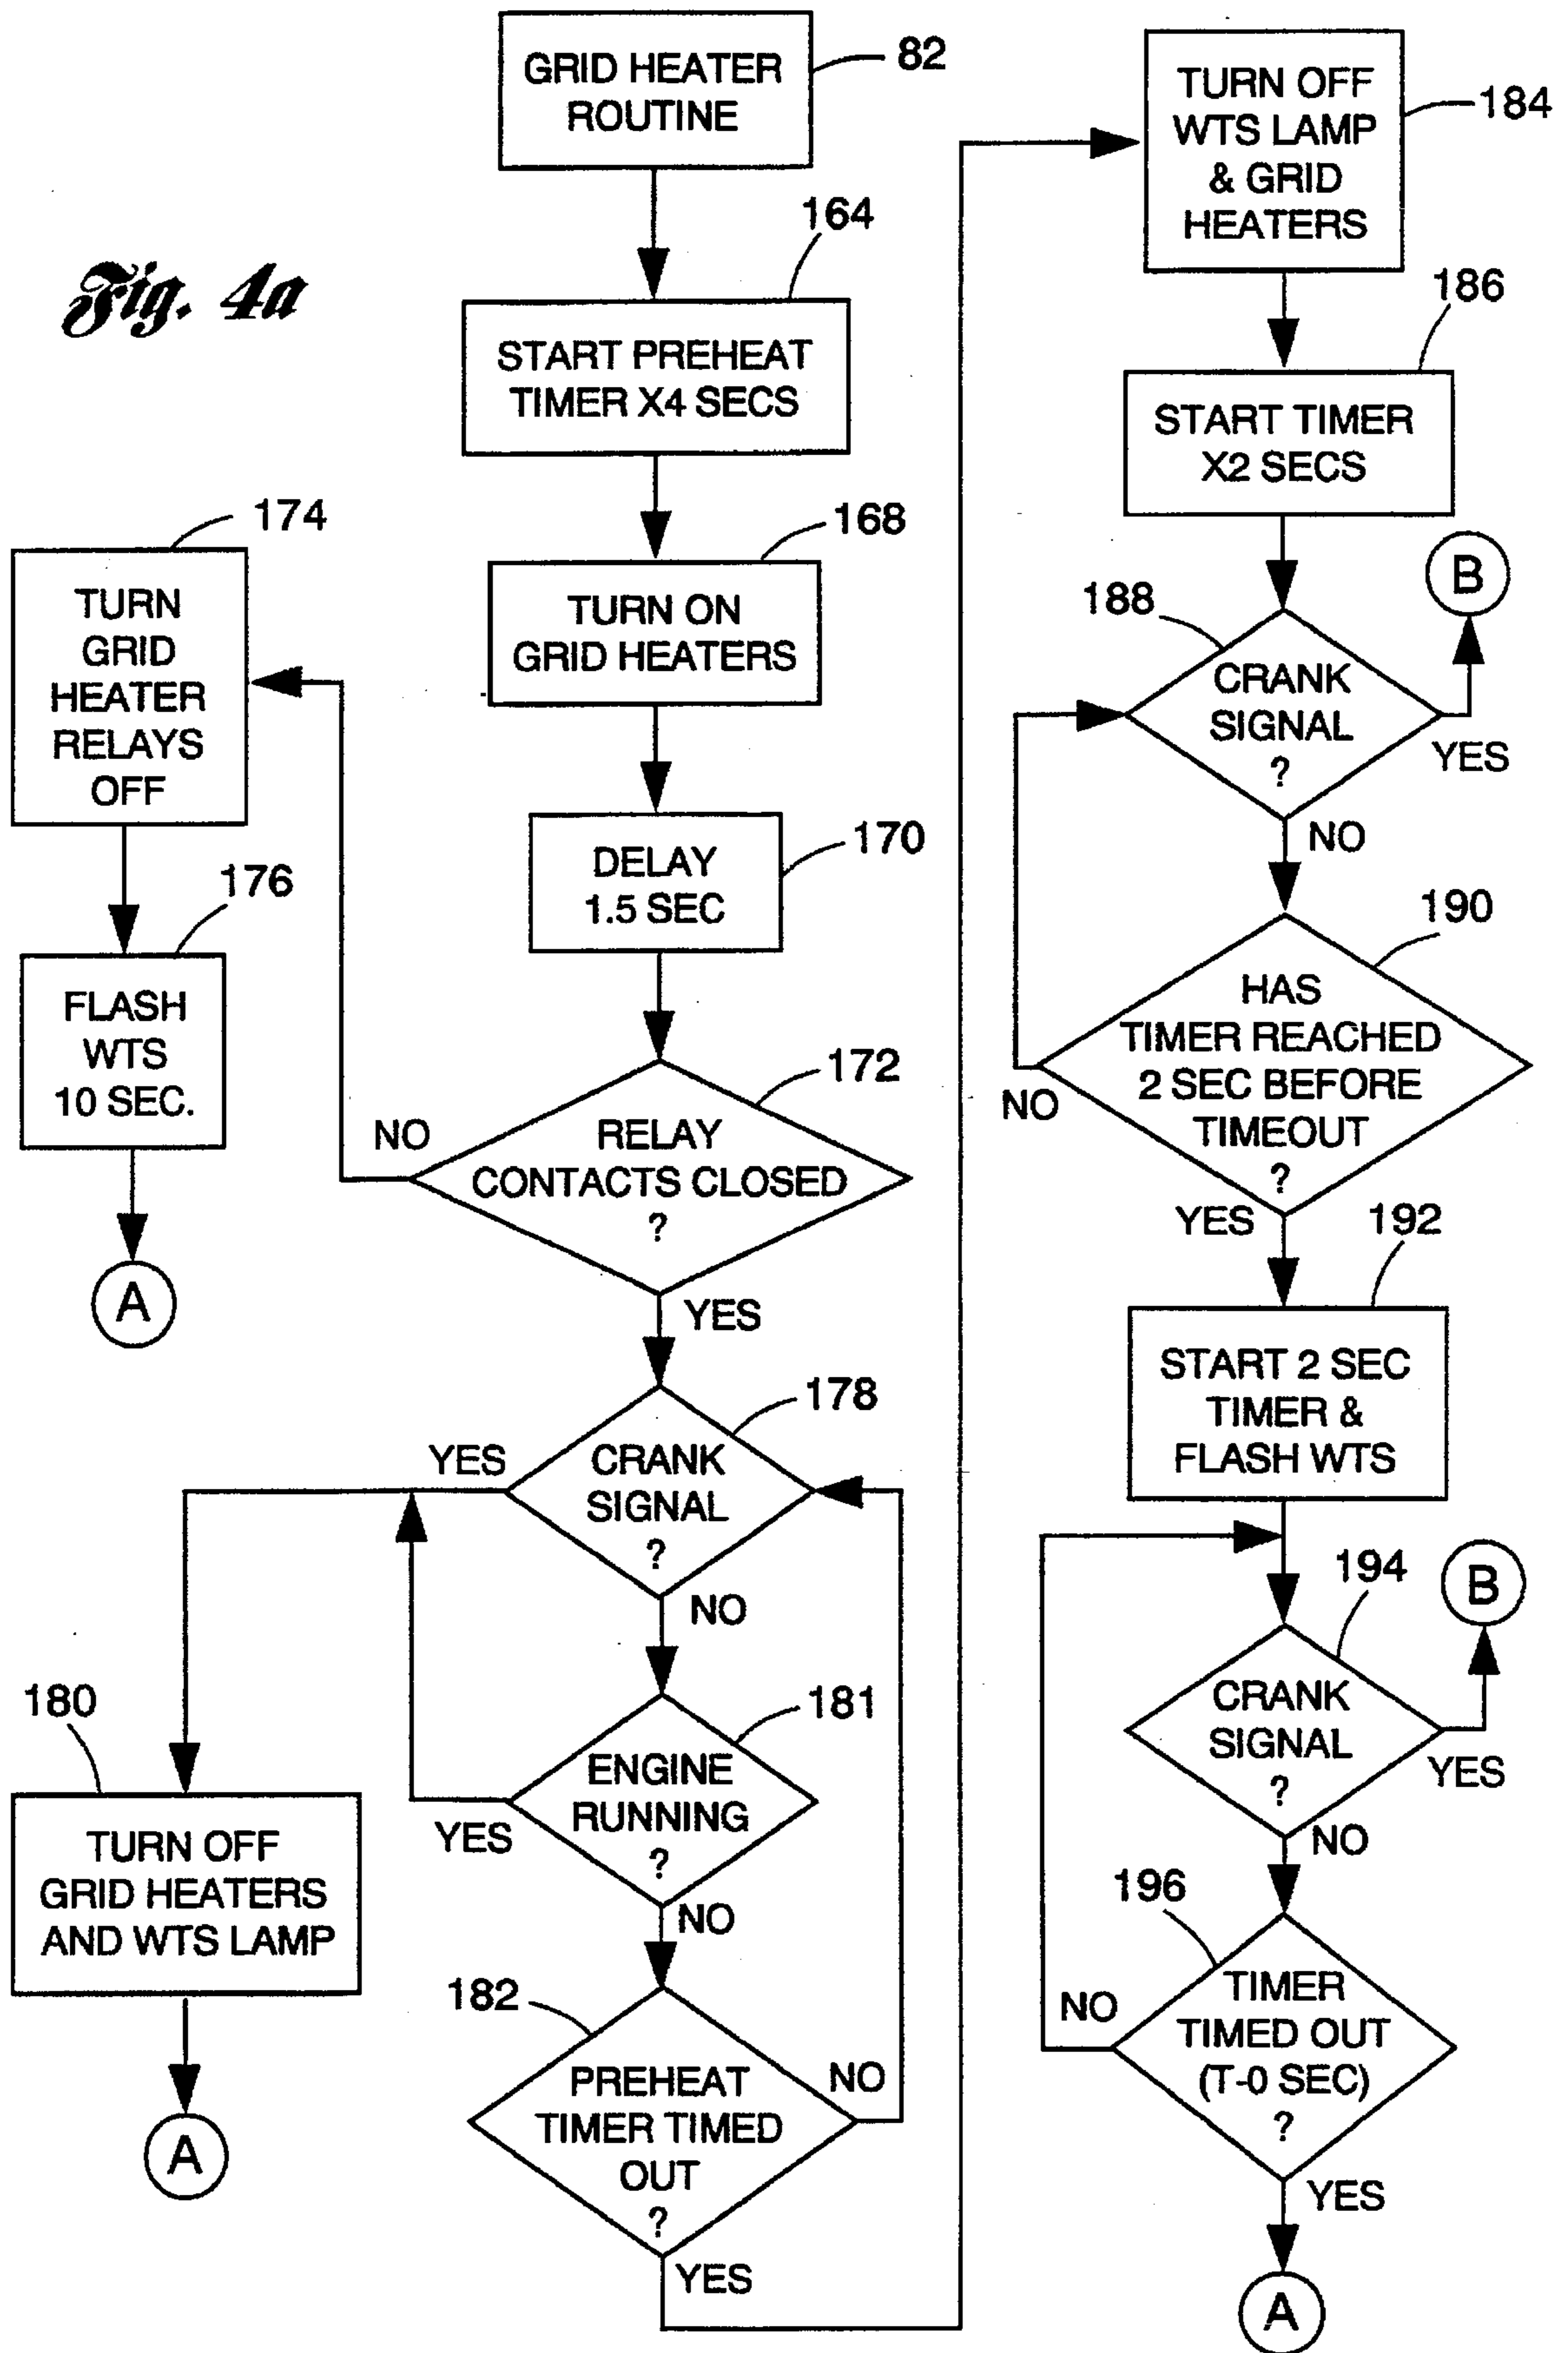 Fig. 4a
GRID HEATER
ROUTINE
82
164
START PREHEAT
TIMER X4 SECS
168
TURN ON
GRID HEATERS
170
DELAY
1.5 SEC
172
RELAY
CONTACTS CLOSED
?
NO
YES
174
TURN
GRID
HEATER
RELAYS
OFF
176
FLASH
WTS
10 SEC.
A
178
CRANK
SIGNAL
?
YES
NO
180
TURN OFF
GRID HEATERS
AND WTS LAMP
A
181
ENGINE
RUNNING
?
YES
NO
182
PREHEAT
TIMER TIMED
OUT
?
NO
YES
184
TURN OFF
WTS LAMP
& GRID
HEATERS
186
START TIMER
X2 SECS
188
CRANK
SIGNAL
?
B
YES
NO
190
HAS
TIMER REACHED
2 SEC BEFORE
TIMEOUT
?
NO
YES
192
START 2 SEC
TIMER &
FLASH WTS
194
CRANK
SIGNAL
?
B
YES
NO
196
TIMER
TIMED OUT
(T-0 SEC)
?
NO
YES
A